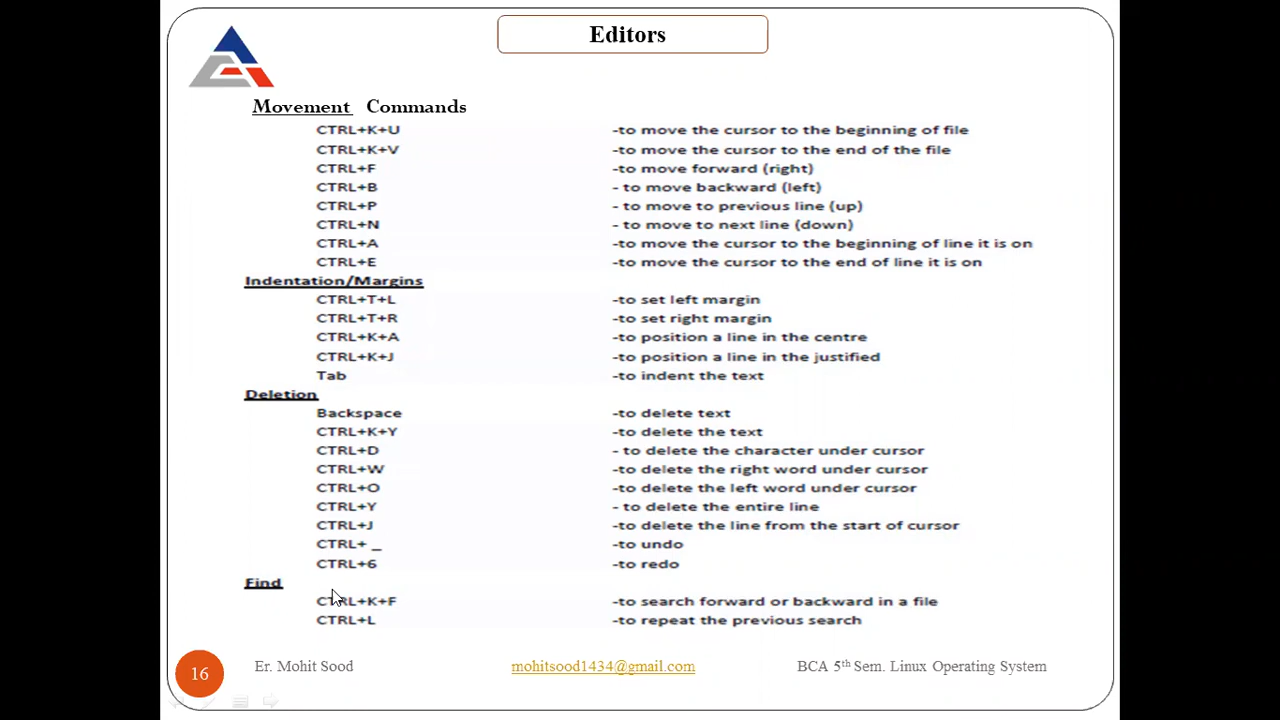 Editors
Movement Commands
CTRL+K+U -to move the cursor to the beginning of file
CTRL+K+V -to move the cursor to the end of the file
CTRL+F -to move forward (right)
CTRL+B - to move backward (left)
CTRL+P - to move to previous line (up)
CTRL+N - to move to next line (down)
CTRL+A -to move the cursor to the beginning of line it is on
CTRL+E -to move the cursor to the end of line it is on
Indentation/Margins
CTRL+T+L -to set left margin
CTRL+T+R -to set right margin
CTRL+K+A -to position a line in the centre
CTRL+K+J -to position a line in the justified
Tab -to indent the text
Deletion
Backspace -to delete text
CTRL+K+Y -to delete the text
CTRL+D - to delete the character under cursor
CTRL+W -to delete the right word under cursor
CTRL+O -to delete the left word under cursor
CTRL+Y - to delete the entire line
CTRL+J -to delete the line from the start of cursor
CTRL+ _ -to undo
CTRL+6 -to redo
Find
CTRL+K+F -to search forward or backward in a file
CTRL+L -to repeat the previous search
16 Er. Mohit Sood mohitsood1434@gmail.com BCA 5th Sem. Linux Operating System